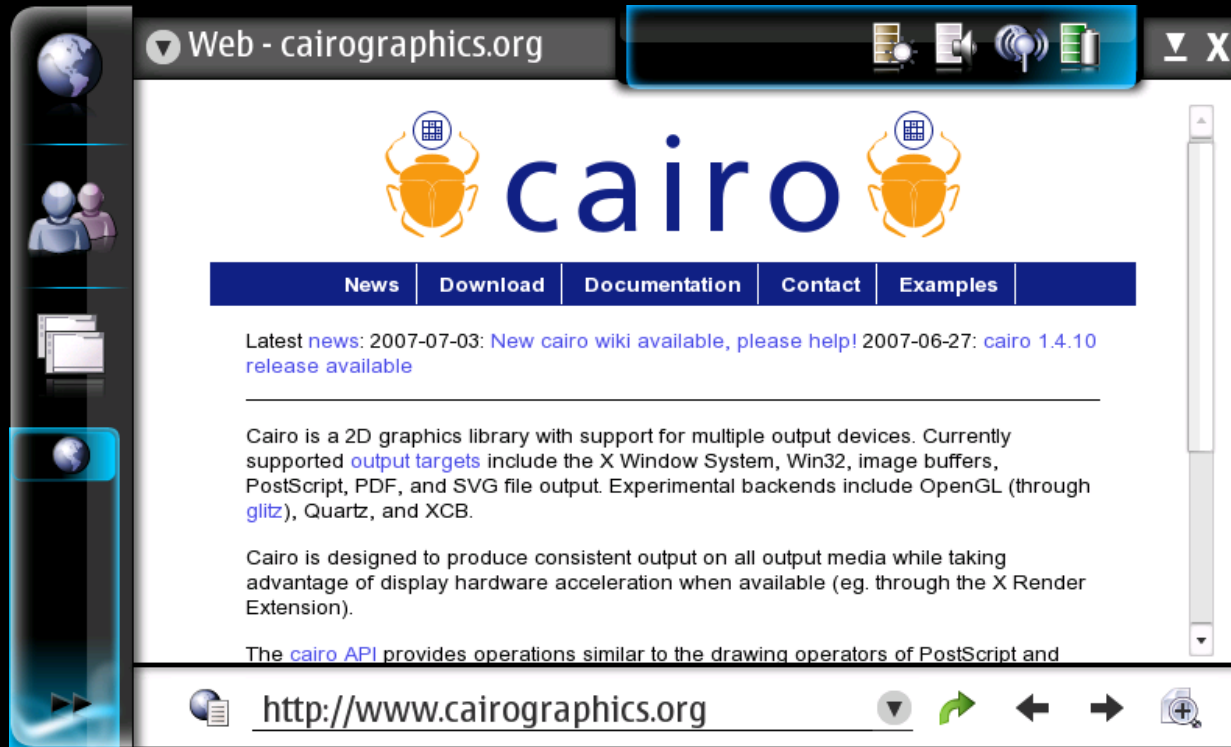 Web - cairographics.org
X
cairo
News Download Documentation Contact Examples
Latest news: 2007-07-03: New cairo wiki available, please help! 2007-06-27: cairo 1.4.10
release available
Cairo is a 2D graphics library with support for multiple output devices. Currently
supported output targets include the X Window System, Win32, image buffers,
PostScript, PDF, and SVG file output. Experimental backends include OpenGL (through
glitz), Quartz, and XCB.
Cairo is designed to produce consistent output on all output media while taking
advantage of display hardware acceleration when available (eg. through the X Render
Extension).
The cairo API provides operations similar to the drawing operators of PostScript and
http://www.cairographics.org